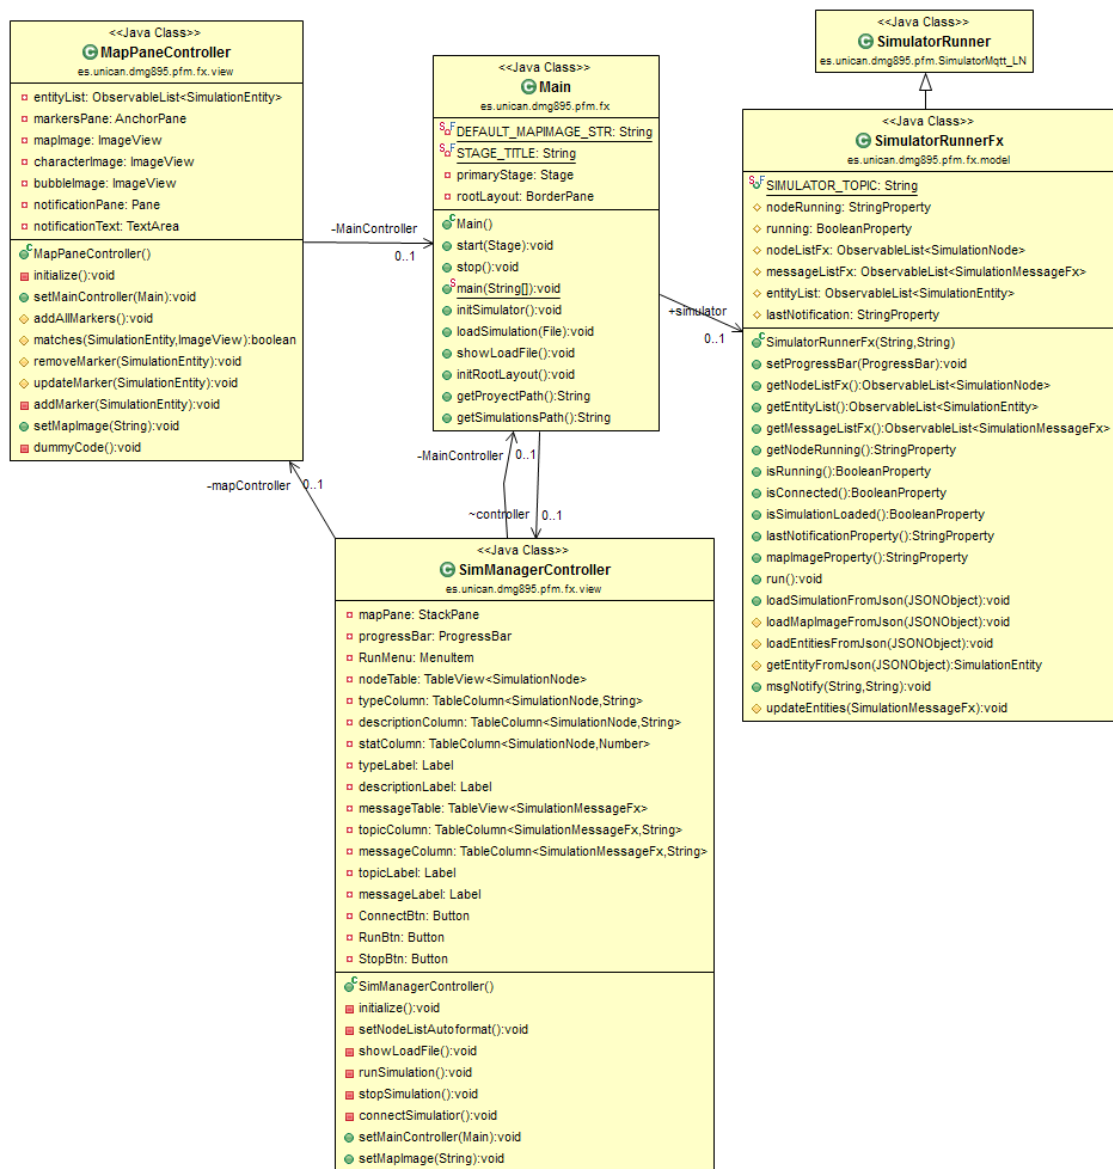 <<Java Class>>
MapPaneController
es.unican.dmg895.pfm.fx.view
entityList: ObservableList<SimulationEntity>
markersPane: AnchorPane
mapImage: ImageView
characterImage: ImageView
bubbleImage: ImageView
notificationPane: Pane
notificationText: TextArea
MapPaneController()
initialize():void
setMainController(Main):void
addAllMarkers():void
matches(SimulationEntity,ImageView):boolean
removeMarker(SimulationEntity):void
updateMarker(SimulationEntity):void
addMarker(SimulationEntity):void
setMapImage(String):void
dummyCode():void
-MainController
0..1
<<Java Class>>
Main
es.unican.dmg895.pfm.fx
DEFAULT_MAPIMAGE_STR: String
STAGE_TITLE: String
primaryStage: Stage
rootLayout: BorderPane
Main()
start(Stage):void
stop():void
main(String[]):void
initSimulator():void
loadSimulation(File):void
showLoadFile():void
initRootLayout():void
getProyectPath():String
getSimulationsPath():String
+simulator
0..1
<<Java Class>>
SimulatorRunner
es.unican.dmg895.pfm.SimulatorMqtt_LN
<<Java Class>>
SimulatorRunnerFx
es.unican.dmg895.pfm.fx.model
SIMULATOR_TOPIC: String
nodeRunning: StringProperty
running: BooleanProperty
nodeListFx: ObservableList<SimulationNode>
messageListFx: ObservableList<SimulationMessageFx>
entityList: ObservableList<SimulationEntity>
lastNotification: StringProperty
SimulatorRunnerFx(String,String)
setProgressBar(ProgressBar):void
getNodeListFx():ObservableList<SimulationNode>
getEntityList():ObservableList<SimulationEntity>
getMessageListFx():ObservableList<SimulationMessageFx>
getNodeRunning():StringProperty
isRunning():BooleanProperty
isConnected():BooleanProperty
isSimulationLoaded():BooleanProperty
lastNotificationProperty():StringProperty
mapImageProperty():StringProperty
run():void
loadSimulationFromJson(JSONObject):void
loadMapImageFromJson(JSONObject):void
loadEntitiesFromJson(JSONObject):void
getEntityFromJson(JSONObject):SimulationEntity
msgNotify(String,String):void
updateEntities(SimulationMessageFx):void
-MainController
0..1
-mapController
0..1
~controller
0..1
<<Java Class>>
SimManagerController
es.unican.dmg895.pfm.fx.view
mapPane: StackPane
progressBar: ProgressBar
RunMenu: MenuItem
nodeTable: TableView<SimulationNode>
typeColumn: TableColumn<SimulationNode,String>
descriptionColumn: TableColumn<SimulationNode,String>
statColumn: TableColumn<SimulationNode,Number>
typeLabel: Label
descriptionLabel: Label
messageTable: TableView<SimulationMessageFx>
topicColumn: TableColumn<SimulationMessageFx,String>
messageColumn: TableColumn<SimulationMessageFx,String>
topicLabel: Label
messageLabel: Label
ConnectBtn: Button
RunBtn: Button
StopBtn: Button
SimManagerController()
initialize():void
setNodeListAutoformat():void
showLoadFile():void
runSimulation():void
stopSimulation():void
connectSimulatior():void
setMainController(Main):void
setMapImage(String):void